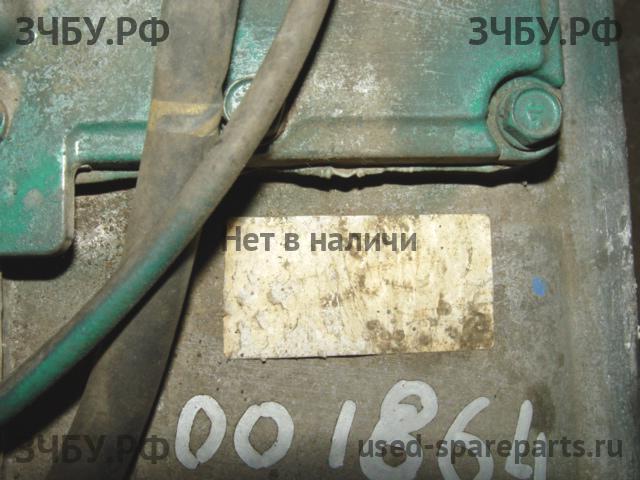 ЗЧБУ.РФ
ЗЧБУ.РФ
Нет в наличи
001864
ЗЧБУ.РФ
used-spareparts.ru